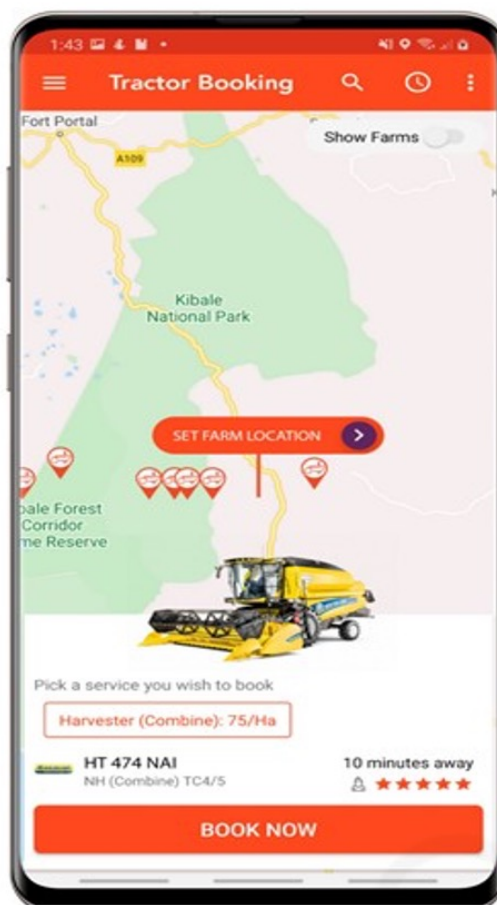 1:43
Tractor Booking
Fort Portal
Show Farms
A109
Kibale
National Park
SET FARM LOCATION
bale Forest
Corridor
me Reserve
Pick a service you wish to book
Harvester (Combine): 75/Ha
HT 474 NAI
10 minutes away
NH (Combine) TC4/5
BOOK NOW